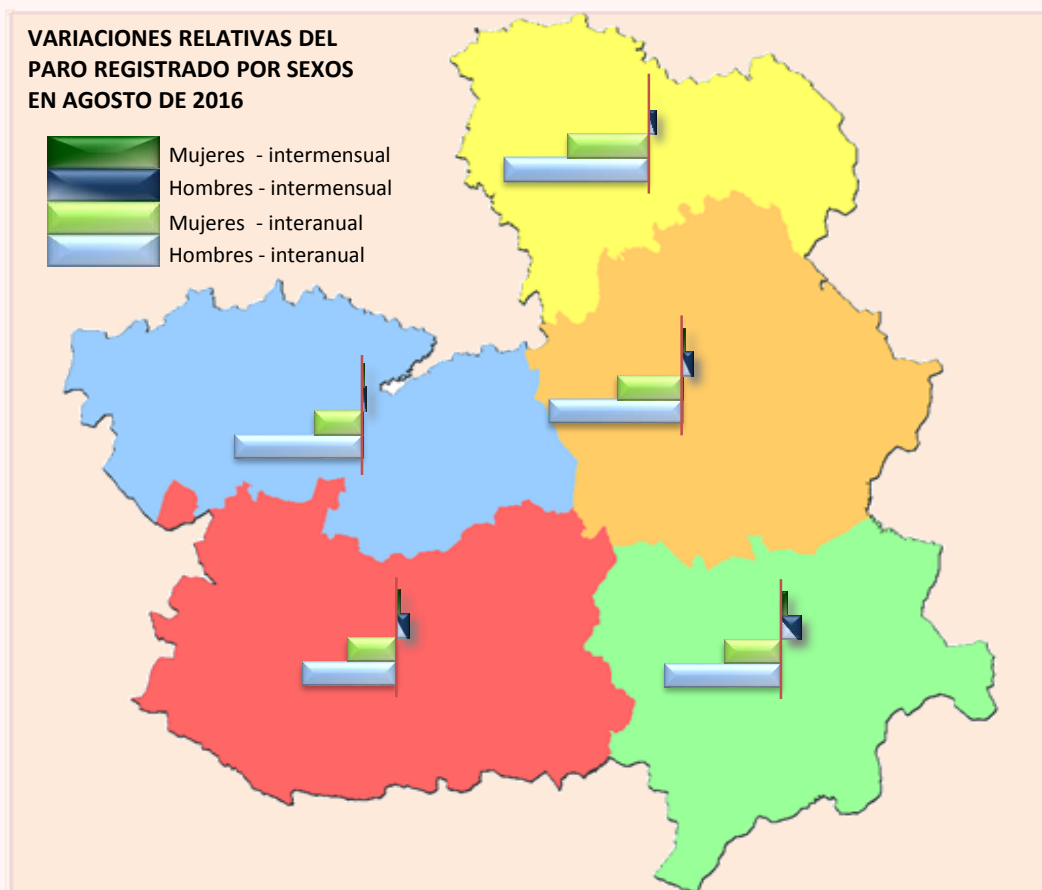 VARIACIONES RELATIVAS DEL
PARO REGISTRADO POR SEXOS
EN AGOSTO DE 2016
Mujeres - intermensual
Hombres - intermensual
Mujeres - interanual
Hombres - interanual